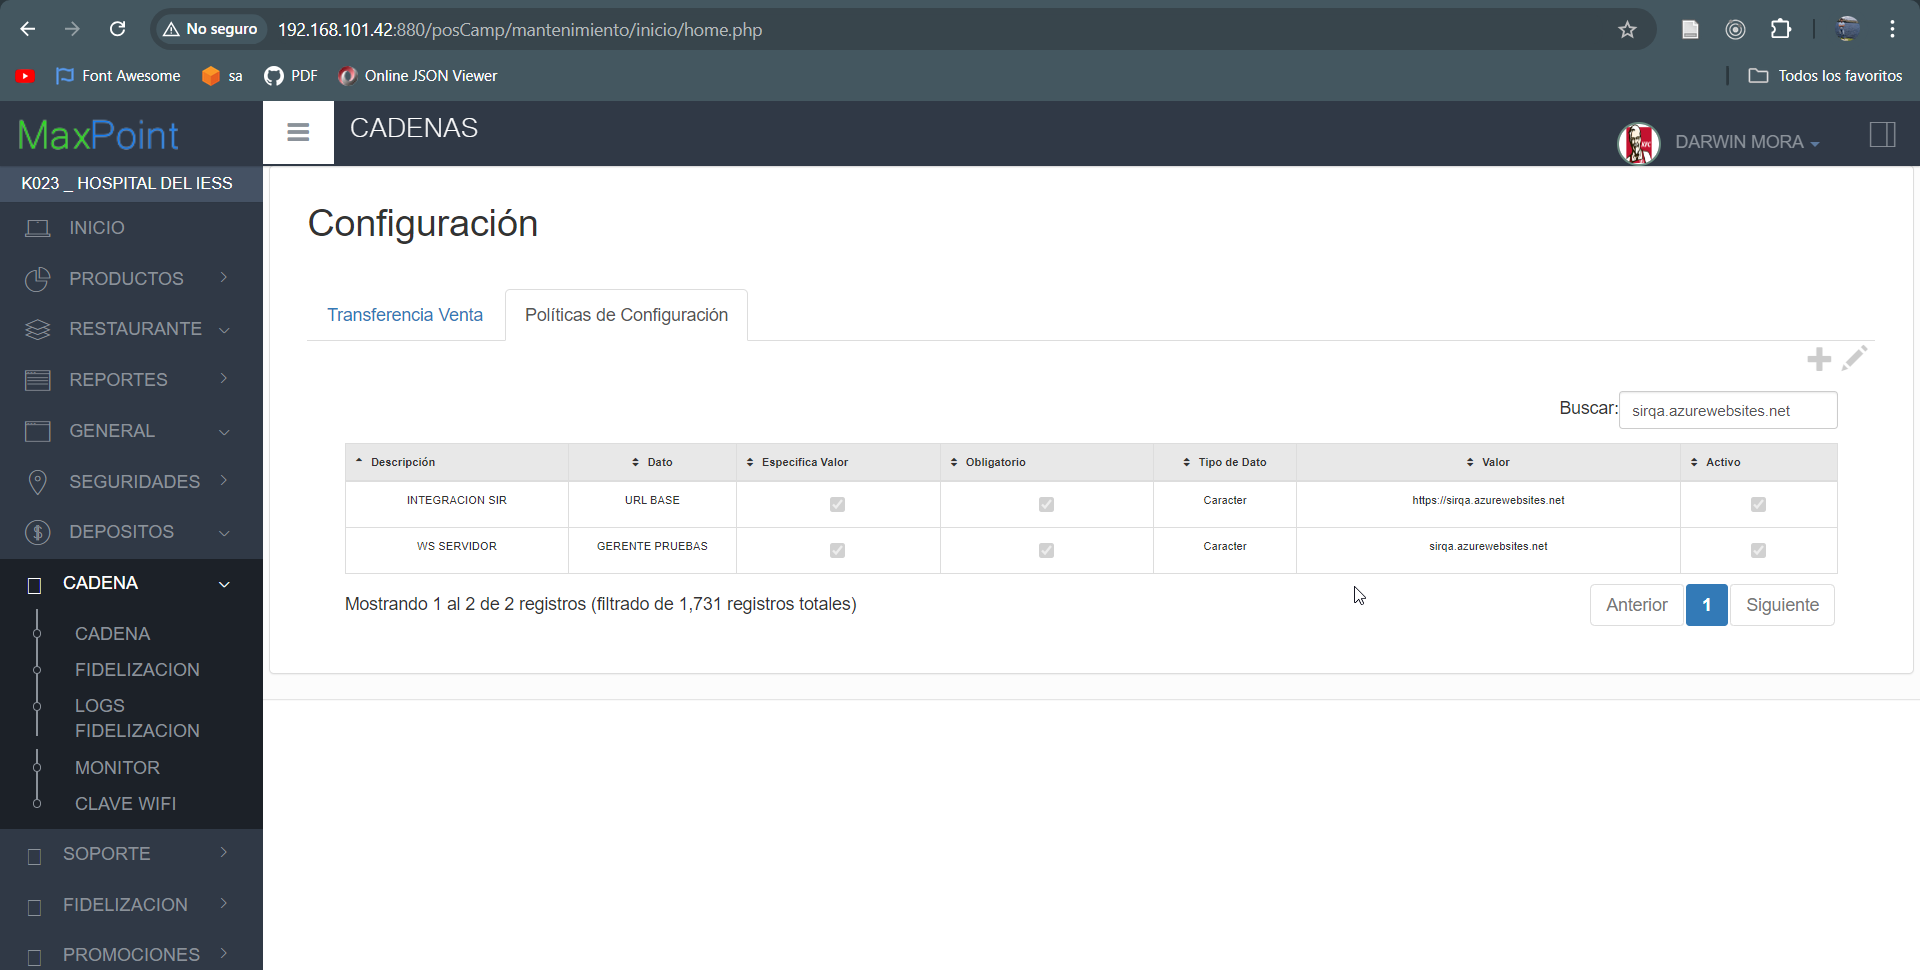 No seguro
192.168.101.42:880/posCamp/mantenimiento/inicio/home.php
Font Awesome
sa
PDF
Online JSON Viewer
Todos los favoritos
MaxPoint
CADENAS
DARWIN MORA
K023 _ HOSPITAL DEL IESS
INICIO
PRODUCTOS
RESTAURANTE
REPORTES
GENERAL
SEGURIDADES
DEPOSITOS
CADENA
CADENA
FIDELIZACION
LOGS
FIDELIZACION
MONITOR
CLAVE WIFI
SOPORTE
FIDELIZACION
PROMOCIONES
Configuración
Transferencia Venta
Políticas de Configuración
Buscar: sirqa.azurewebsites.net
Descripción Dato Especifica Valor Obligatorio Tipo de Dato Valor Activo
INTEGRACION SIR URL BASE Caracter https://sirqa.azurewebsites.net
WS SERVIDOR GERENTE PRUEBAS Caracter sirqa.azurewebsites.net
Mostrando 1 al 2 de 2 registros (filtrado de 1,731 registros totales)
Anterior 1 Siguiente